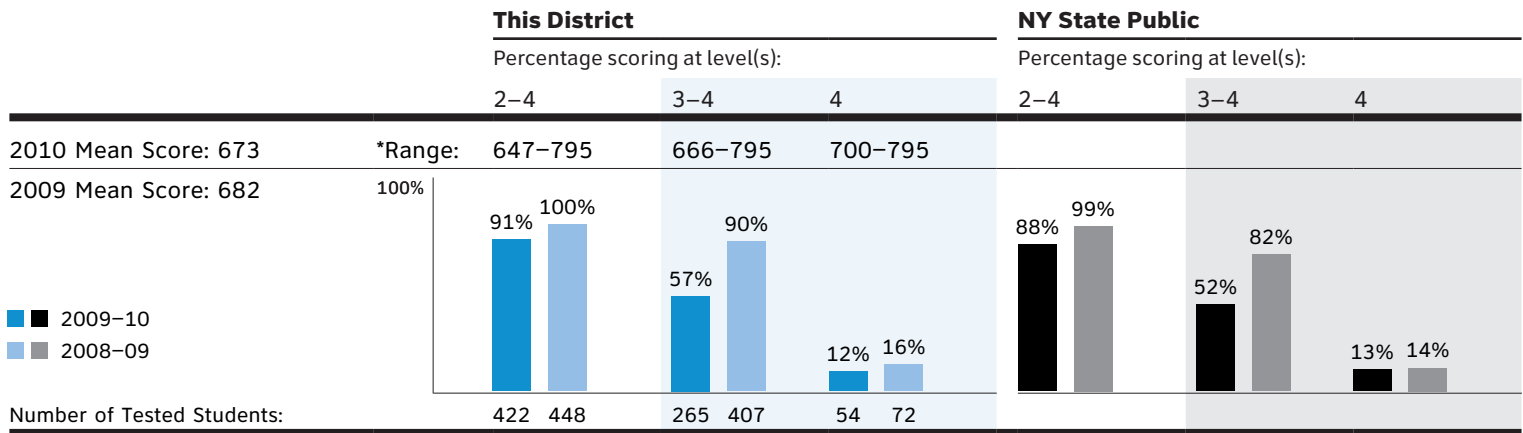 This District NY State Public
Percentage scoring at level(s): Percentage scoring at level(s):
2–4 3–4 4 2–4 3–4 4
2010 Mean Score: 673 *Range: 647–795 666–795 700–795
2009 Mean Score: 682 100%
91% 100% 57% 90% 12% 16% 88% 99% 52% 82% 13% 14%
2009–10
2008–09
Number of Tested Students: 422 448 265 407 54 72